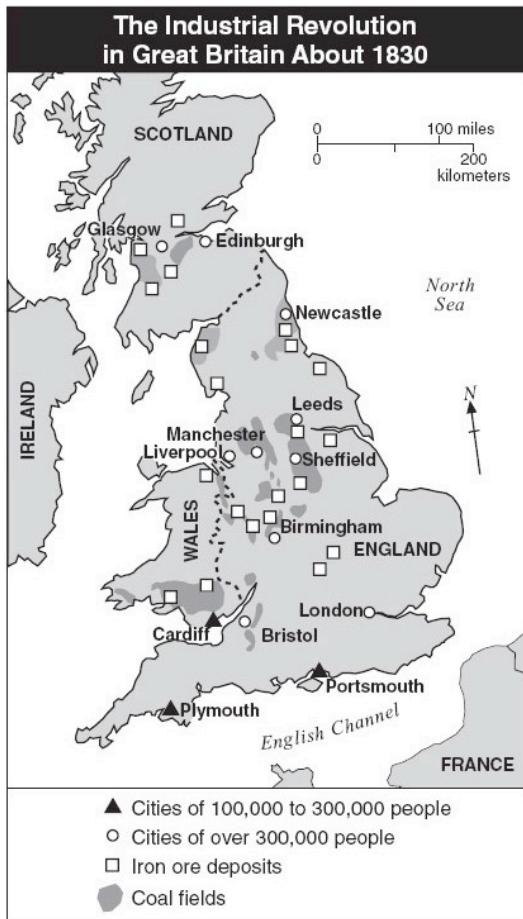 The Industrial Revolution
in Great Britain About 1830
SCOTLAND
0 100 miles
0 200
kilometers
Glasgow
Edinburgh
North
Sea
Newcastle
N
IRELAND
Leeds
Manchester
Liverpool
Sheffield
WALES
Birmingham
ENGLAND
London
Cardiff
Bristol
Portsmouth
Plymouth
English Channel
FRANCE
Cities of 100,000 to 300,000 people
Cities of over 300,000 people
Iron ore deposits
Coal fields